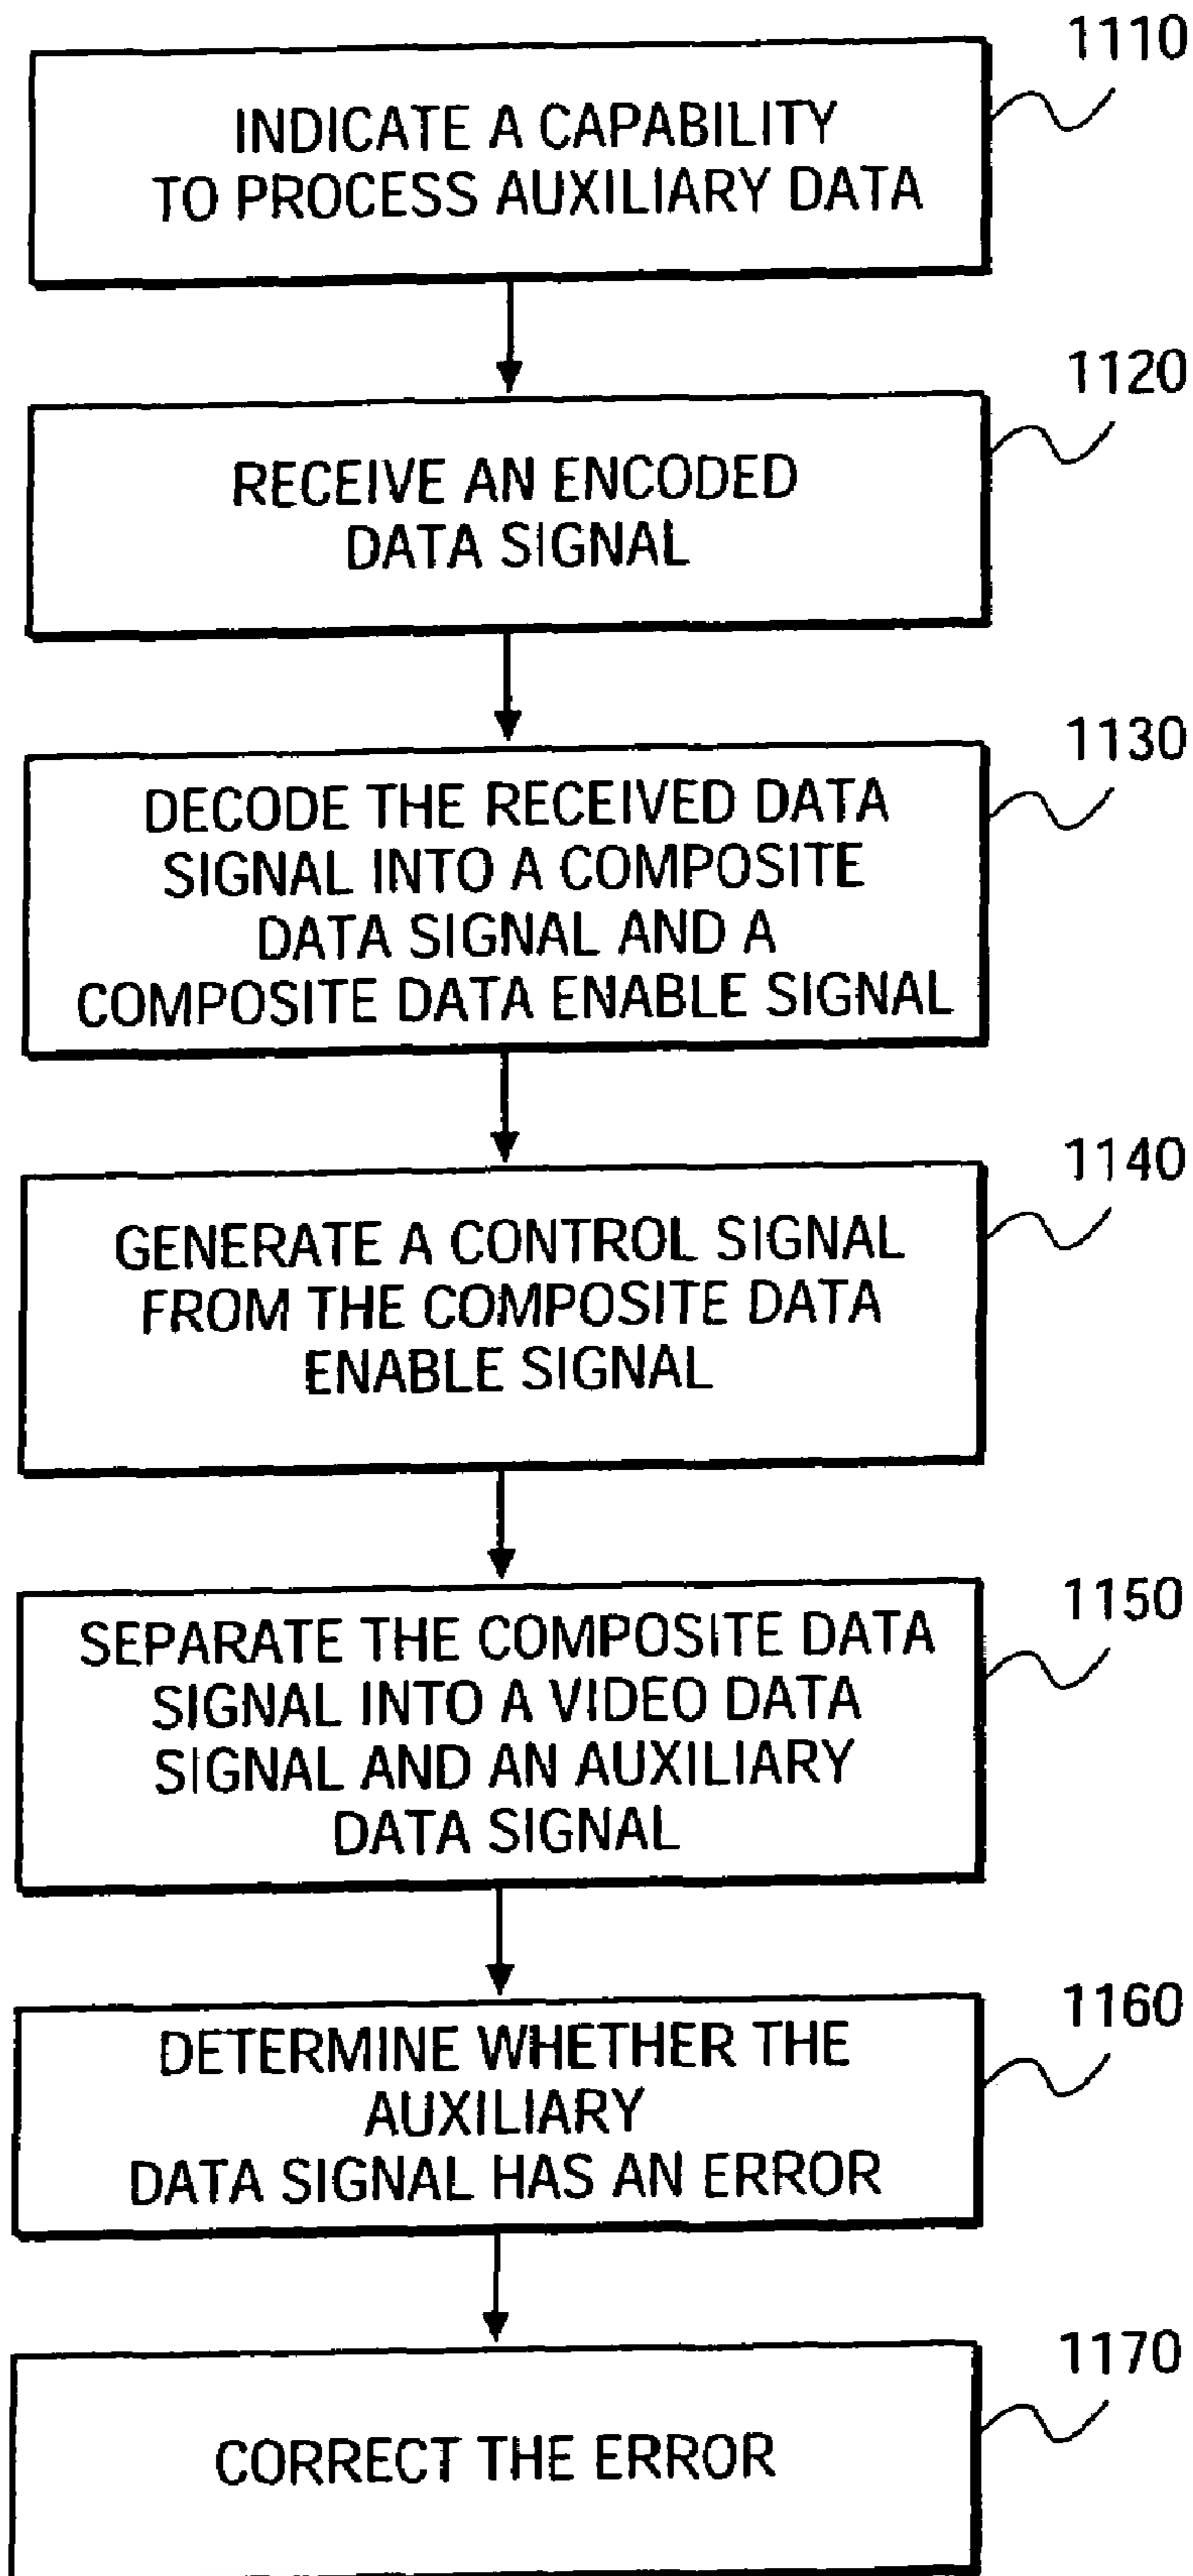 1110
INDICATE A CAPABILITY
TO PROCESS AUXILIARY DATA
1120
RECEIVE AN ENCODED
DATA SIGNAL
1130
DECODE THE RECEIVED DATA
SIGNAL INTO A COMPOSITE
DATA SIGNAL AND A
COMPOSITE DATA ENABLE SIGNAL
1140
GENERATE A CONTROL SIGNAL
FROM THE COMPOSITE DATA
ENABLE SIGNAL
1150
SEPARATE THE COMPOSITE DATA
SIGNAL INTO A VIDEO DATA
SIGNAL AND AN AUXILIARY
DATA SIGNAL
1160
DETERMINE WHETHER THE
AUXILIARY
DATA SIGNAL HAS AN ERROR
1170
CORRECT THE ERROR